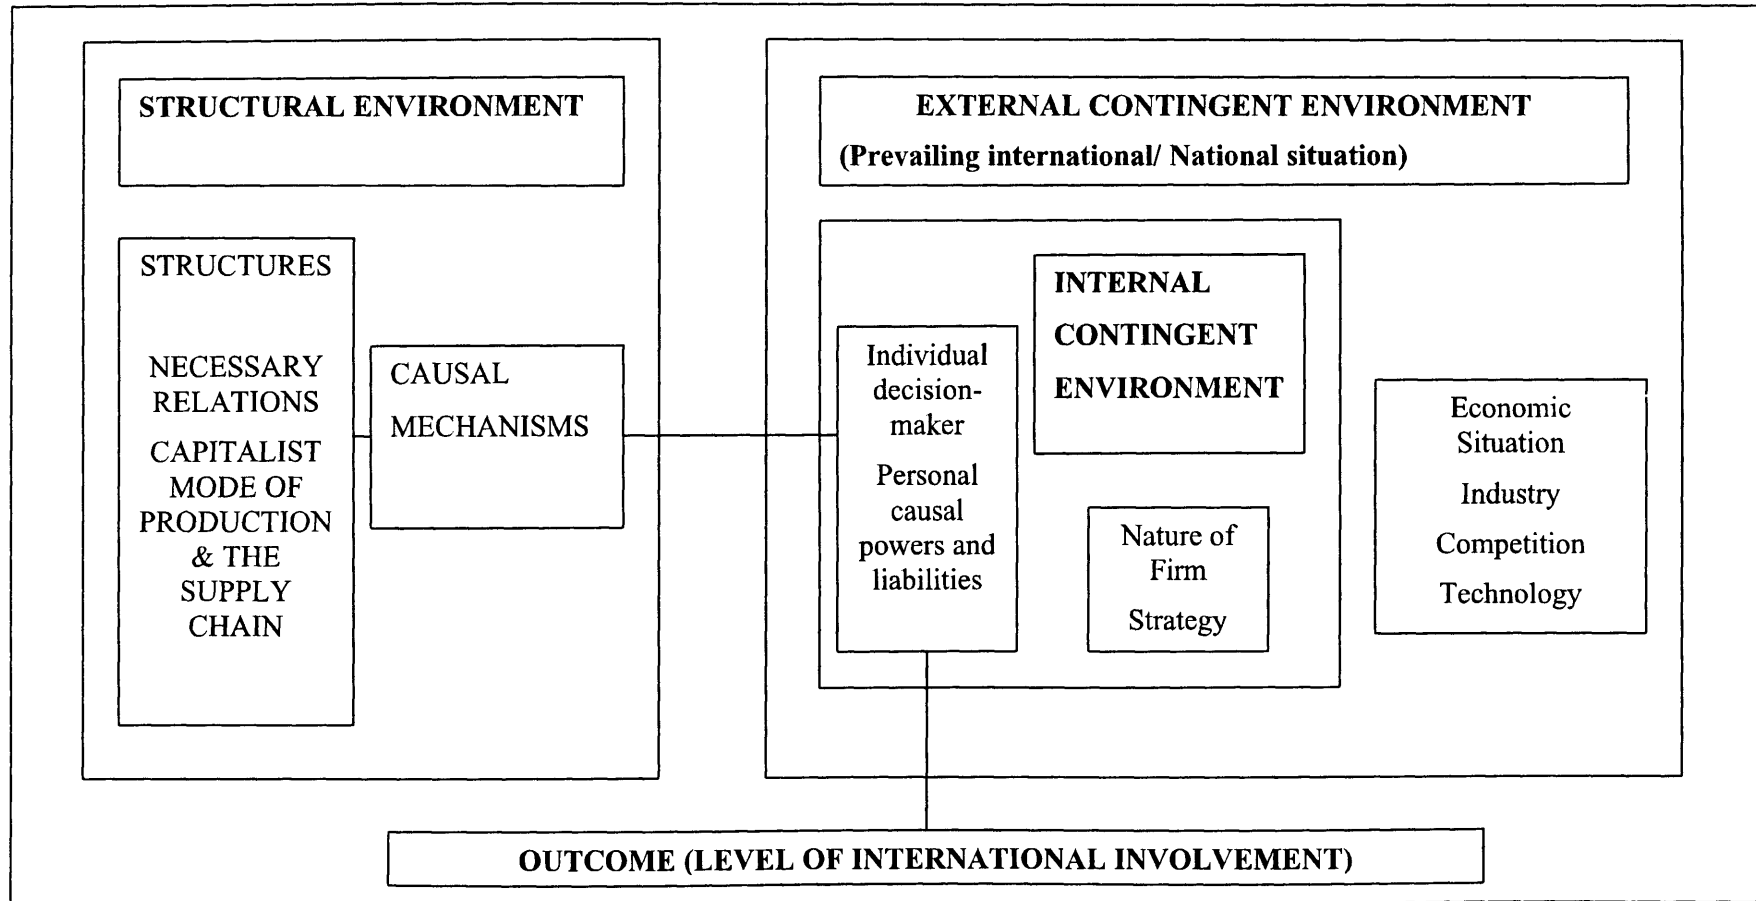 STRUCTURAL ENVIRONMENT
STRUCTURES
NECESSARY
RELATIONS
CAPITALIST
MODE OF
PRODUCTION
& THE
SUPPLY
CHAIN
CAUSAL
MECHANISMS
EXTERNAL CONTINGENT ENVIRONMENT
(Prevailing international/ National situation)
Individual
decision-
maker
Personal
causal
powers and
liabilities
INTERNAL
CONTINGENT
ENVIRONMENT
Nature of
Firm
Strategy
Economic
Situation
Industry
Competition
Technology
OUTCOME (LEVEL OF INTERNATIONAL INVOLVEMENT)